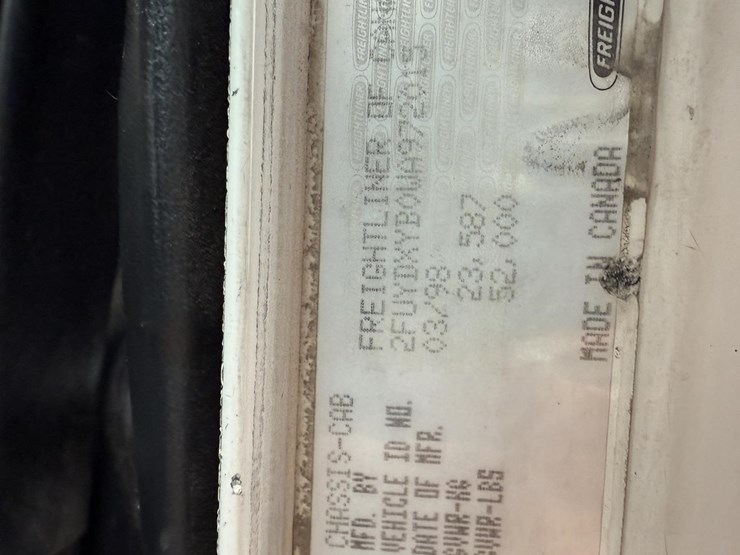 CHASSIS-CAB
MFD. BY FREIGHTLINER OF
VEHICLE ID NO. 2FUYDXYB0WA972019
DATE OF MFR. 03/98
GVWR-KG 23,587
GVWR-LBS 52,000
MADE IN CANADA